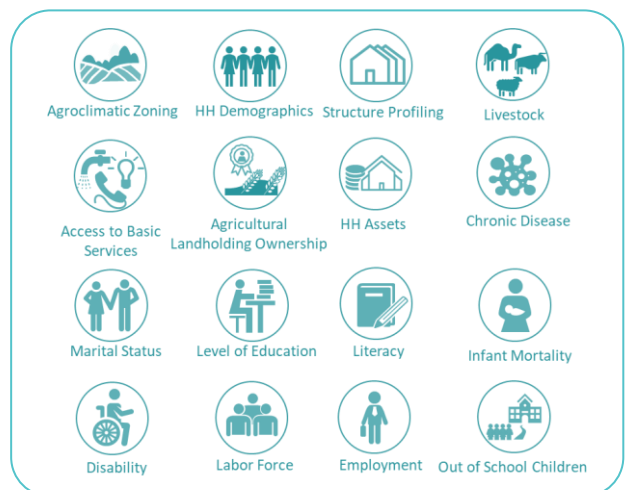 Agroclimatic Zoning
HH Demographics
Structure Profiling
Livestock
Access to Basic
Services
Agricultural
Landholding Ownership
HH Assets
Chronic Disease
Marital Status
Level of Education
Literacy
Infant Mortality
Disability
Labor Force
Employment
Out of School Children